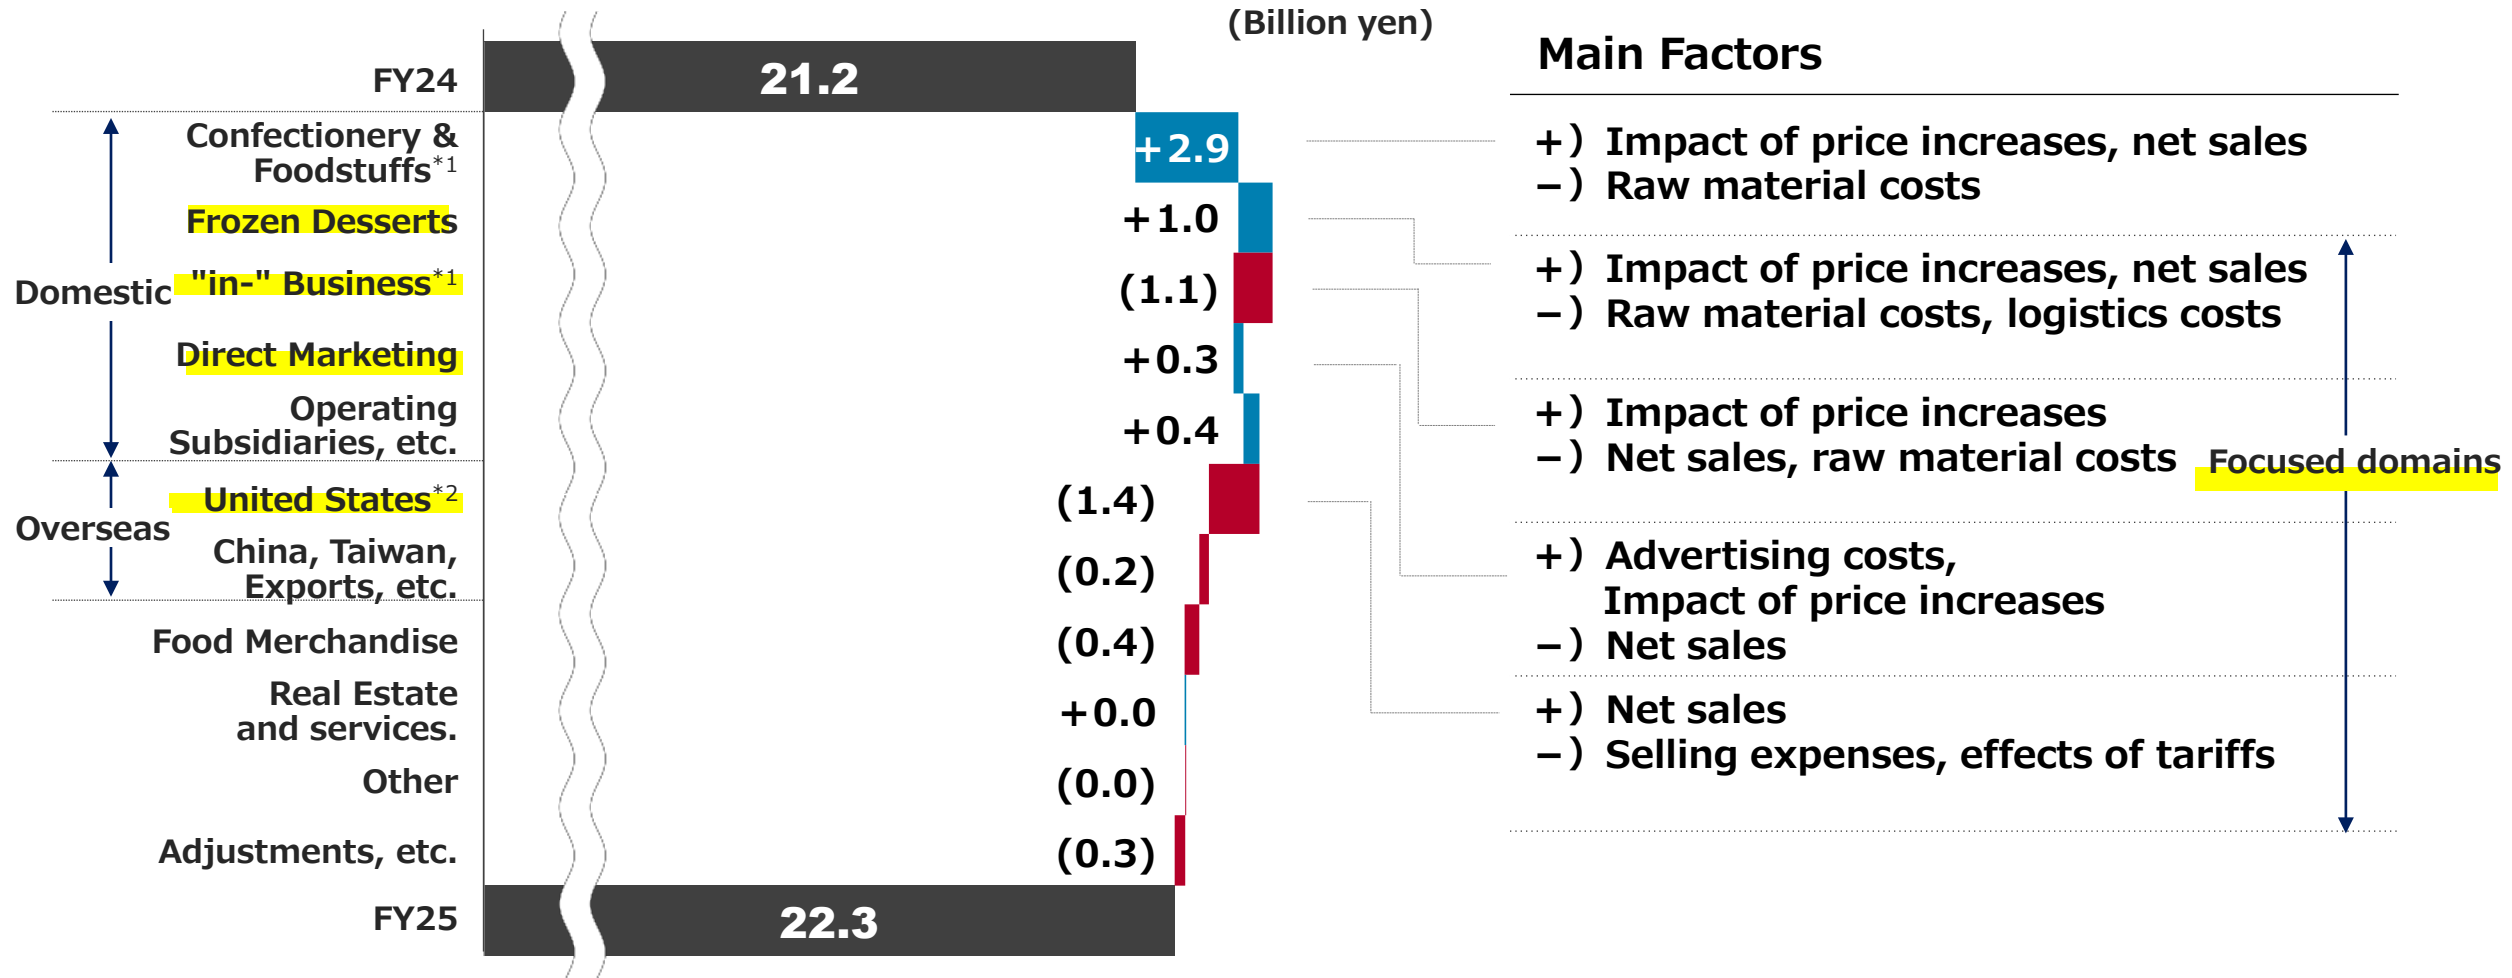 (Billion yen)
FY24
21.2
Domestic
Confectionery &
Foodstuffs*1
+2.9
Frozen Desserts
+1.0
"in-" Business*1
(1.1)
Direct Marketing
+0.3
Operating
Subsidiaries, etc.
+0.4
Overseas
United States*2
(1.4)
China, Taiwan,
Exports, etc.
(0.2)
Food Merchandise
(0.4)
Real Estate
and services.
+0.0
Other
(0.0)
Adjustments, etc.
(0.3)
FY25
22.3
Main Factors
+) Impact of price increases, net sales
−) Raw material costs
+) Impact of price increases, net sales
−) Raw material costs, logistics costs
+) Impact of price increases
−) Net sales, raw material costs
+) Advertising costs,
Impact of price increases
−) Net sales
+) Net sales
−) Selling expenses, effects of tariffs
Focused domains